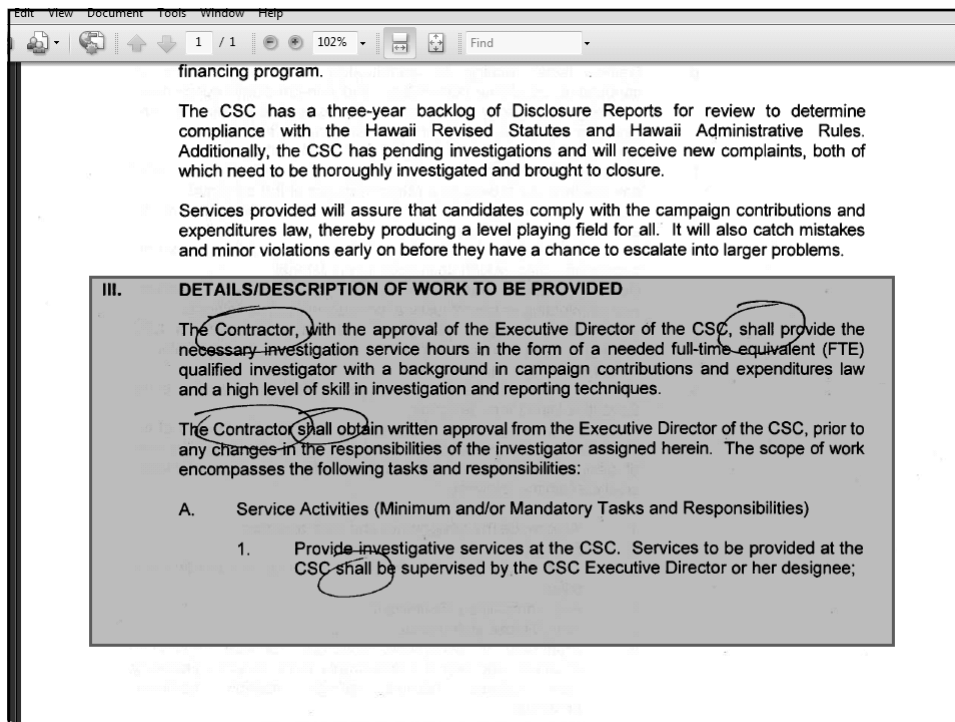 Edit View Document Tools Window Help
1 / 1 102% Find
financing program.
The CSC has a three-year backlog of Disclosure Reports for review to determine
compliance with the Hawaii Revised Statutes and Hawaii Administrative Rules.
Additionally, the CSC has pending investigations and will receive new complaints, both of
which need to be thoroughly investigated and brought to closure.
Services provided will assure that candidates comply with the campaign contributions and
expenditures law, thereby producing a level playing field for all. It will also catch mistakes
and minor violations early on before they have a chance to escalate into larger problems.
III. DETAILS/DESCRIPTION OF WORK TO BE PROVIDED
The Contractor, with the approval of the Executive Director of the CSC, shall provide the
necessary investigation service hours in the form of a needed full-time equivalent (FTE)
qualified investigator with a background in campaign contributions and expenditures law
and a high level of skill in investigation and reporting techniques.
The Contractor shall obtain written approval from the Executive Director of the CSC, prior to
any changes in the responsibilities of the investigator assigned herein. The scope of work
encompasses the following tasks and responsibilities:
A. Service Activities (Minimum and/or Mandatory Tasks and Responsibilities)
1. Provide investigative services at the CSC. Services to be provided at the
CSC shall be supervised by the CSC Executive Director or her designee;